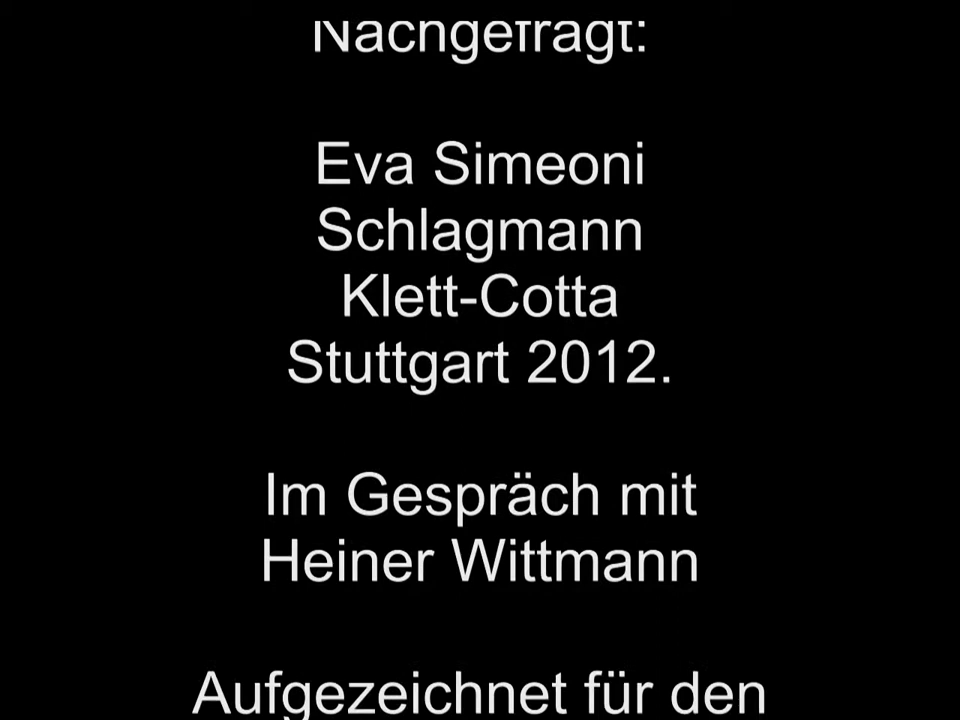 Nachgefragt:
Eva Simeoni
Schlagmann
Klett-Cotta
Stuttgart 2012.
Im Gespräch mit
Heiner Wittmann
Aufgezeichnet für den